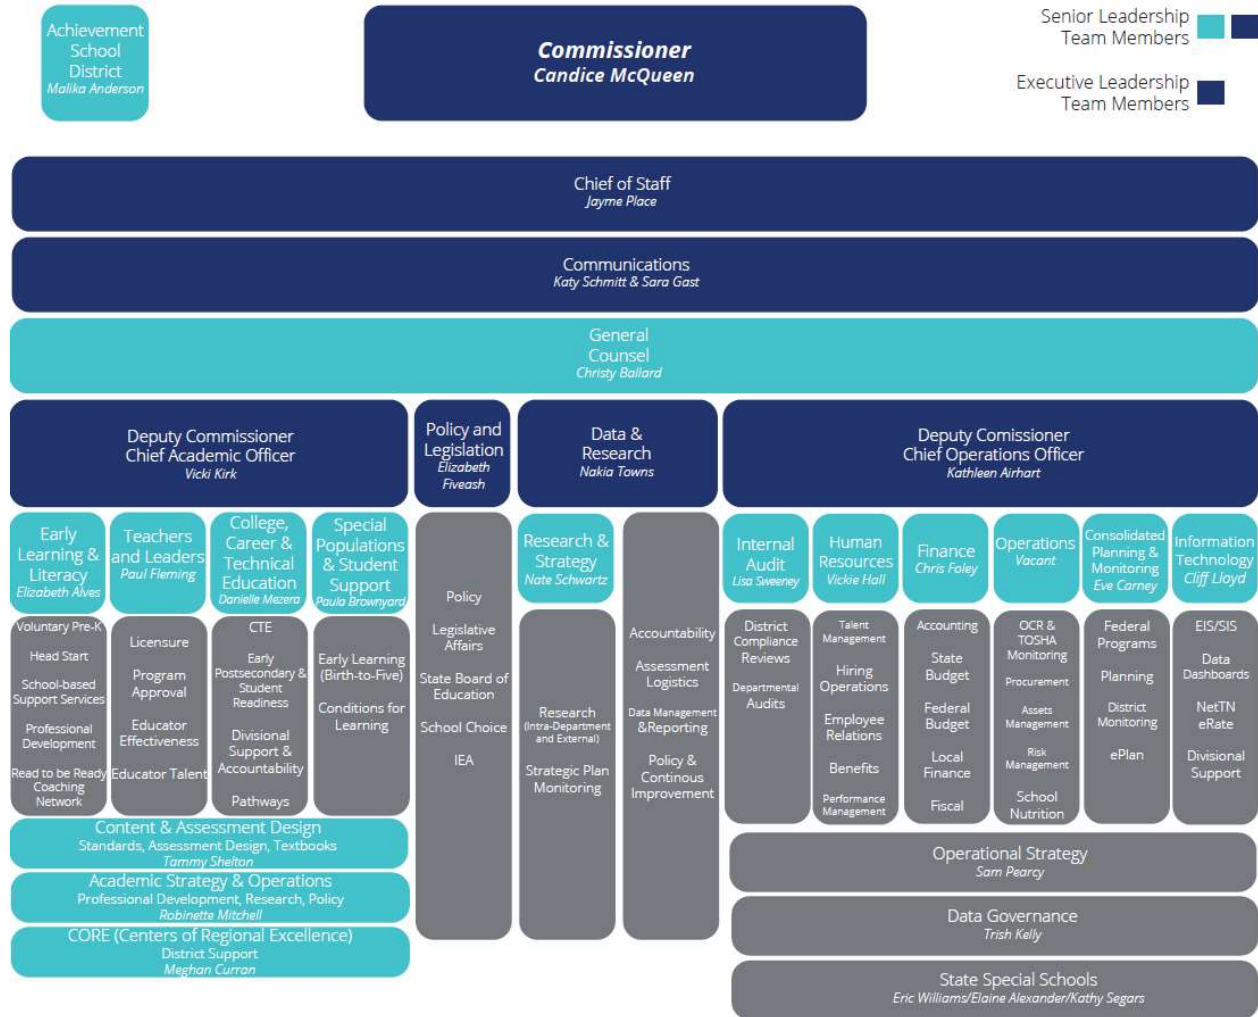 Achievement
School
District
Malika Anderson
Commissioner
Candice McQueen
Senior Leadership
Team Members
Executive Leadership
Team Members
Chief of Staff
Jayme Place
Communications
Katy Schmitt & Sara Gast
General
Counsel
Christy Ballard
Deputy Commissioner
Chief Academic Officer
Vicki Kirk
Policy and
Legislation
Elizabeth
Fiveash
Data &
Research
Nakia Towns
Deputy Comissioner
Chief Operations Officer
Kathleen Airhart
Early
Learning &
Literacy
Elizabeth Alves
Teachers
and Leaders
Paul Fleming
College,
Career &
Technical
Education
Danielle Mezera
Special
Populations
& Student
Support
Paula Brownyard
Research &
Strategy
Nate Schwartz
Internal
Audit
Lisa Sweeney
Human
Resources
Vickie Hall
Finance
Chris Foley
Operations
Vacant
Consolidated
Planning &
Monitoring
Eve Carney
Information
Technology
Cliff Lloyd
Voluntary Pre-K
Head Start
School-based
Support Services
Professional
Development
Read to be Ready
Coaching
Network
Licensure
Program
Approval
Educator
Effectiveness
Educator Talent
CTE
Early
Postsecondary &
Student
Readiness
Divisional
Support &
Accountability
Pathways
Early Learning
(Birth-to-Five)
Conditions for
Learning
Policy
Legislative
Affairs
State Board of
Education
School Choice
IEA
Research
(Intra-Department
and External)
Strategic Plan
Monitoring
Accountability
Assessment
Logistics
Data Management
&Reporting
Policy &
Continous
Improvement
District
Compliance
Reviews
Departmental
Audits
Talent
Management
Hiring
Operations
Employee
Relations
Benefits
Performance
Management
Accounting
State
Budget
Federal
Budget
Local
Finance
Fiscal
OCR &
TOSHA
Monitoring
Procurement
Assets
Management
Risk
Management
School
Nutrition
Federal
Programs
Planning
District
Monitoring
ePlan
EIS/SIS
Data
Dashboards
NetTN
eRate
Divisional
Support
Content & Assessment Design
Standards, Assessment Design, Textbooks
Tammy Shelton
Academic Strategy & Operations
Professional Development, Research, Policy
Robinette Mitchell
CORE (Centers of Regional Excellence)
District Support
Meghan Curran
Operational Strategy
Sam Pearcy
Data Governance
Trish Kelly
State Special Schools
Eric Williams/Elaine Alexander/Kathy Segars